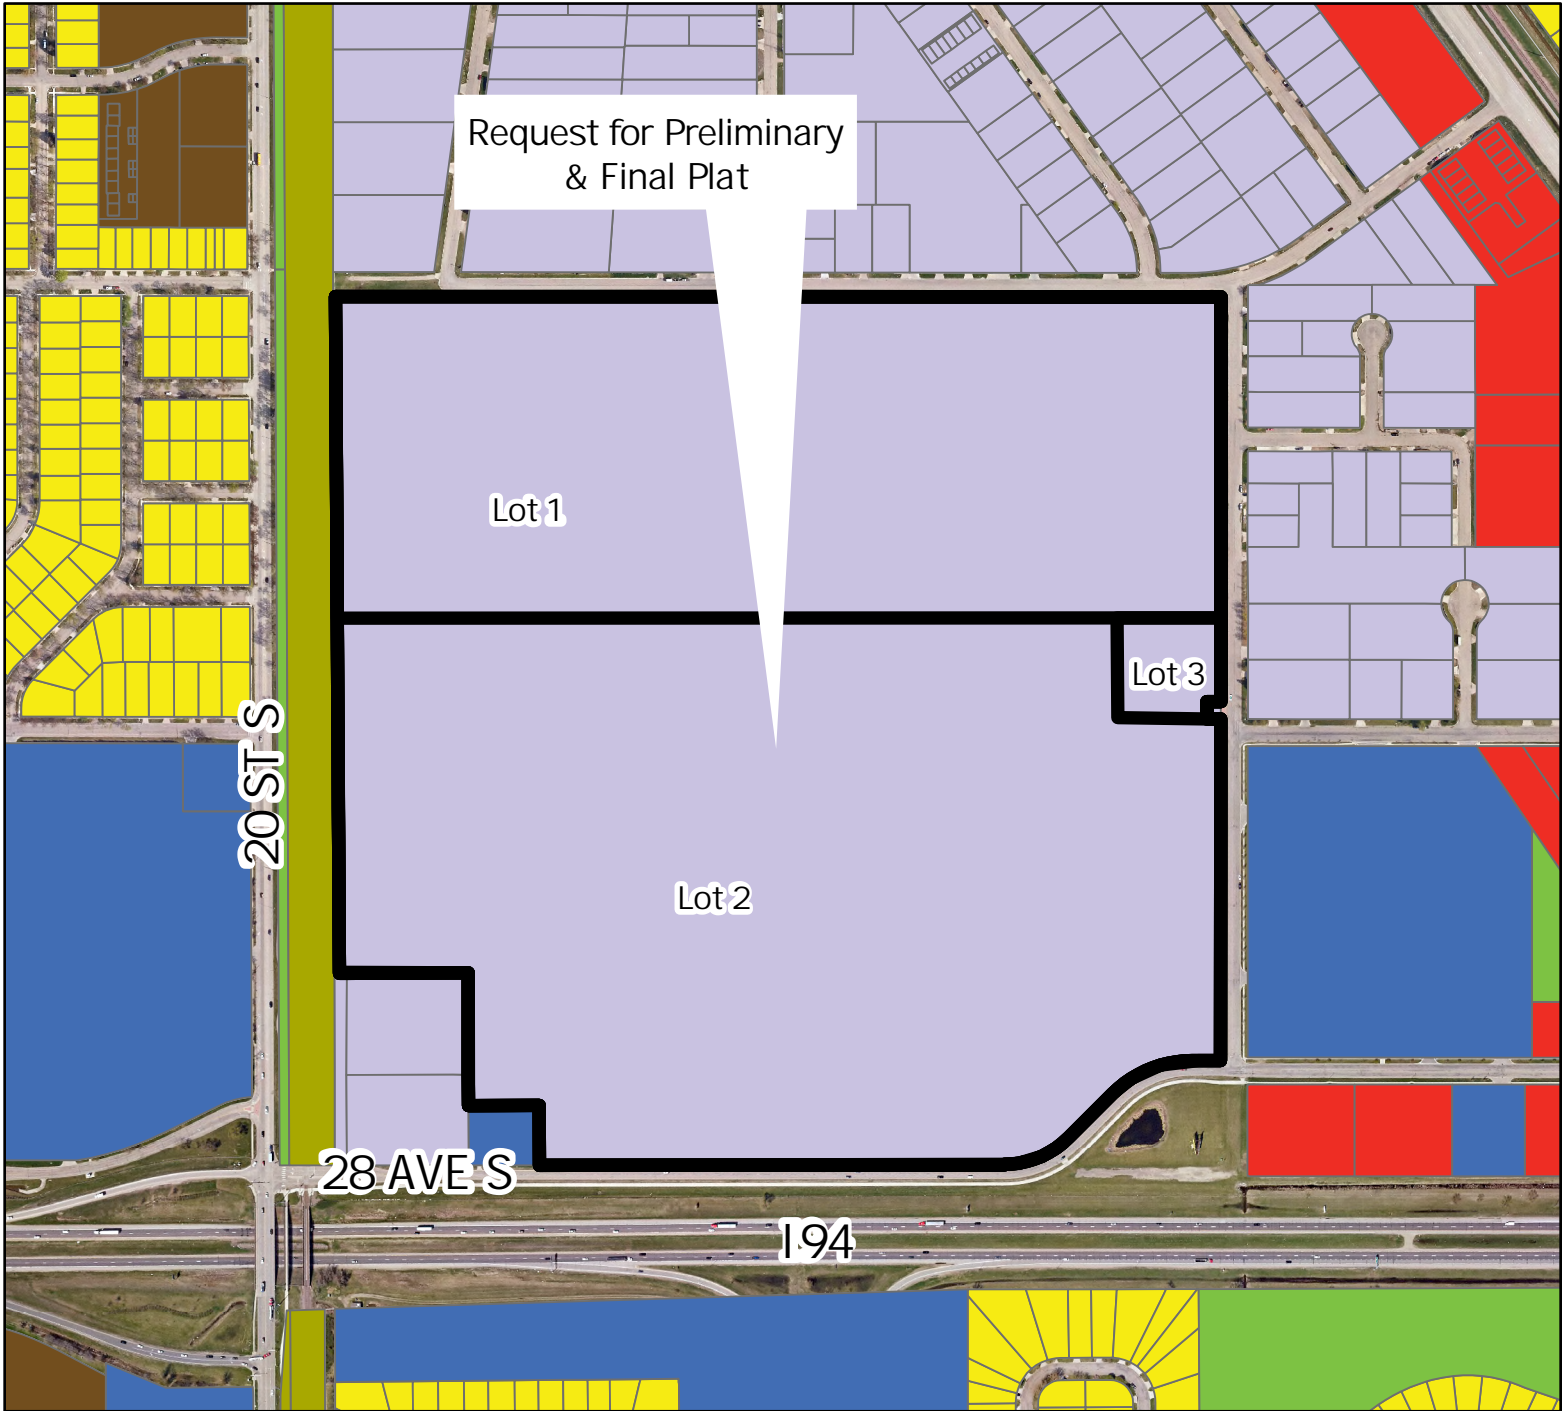 Request for Preliminary
& Final Plat
Lot 1
Lot 3
20 ST S
Lot 2
28 AVE S
I 94